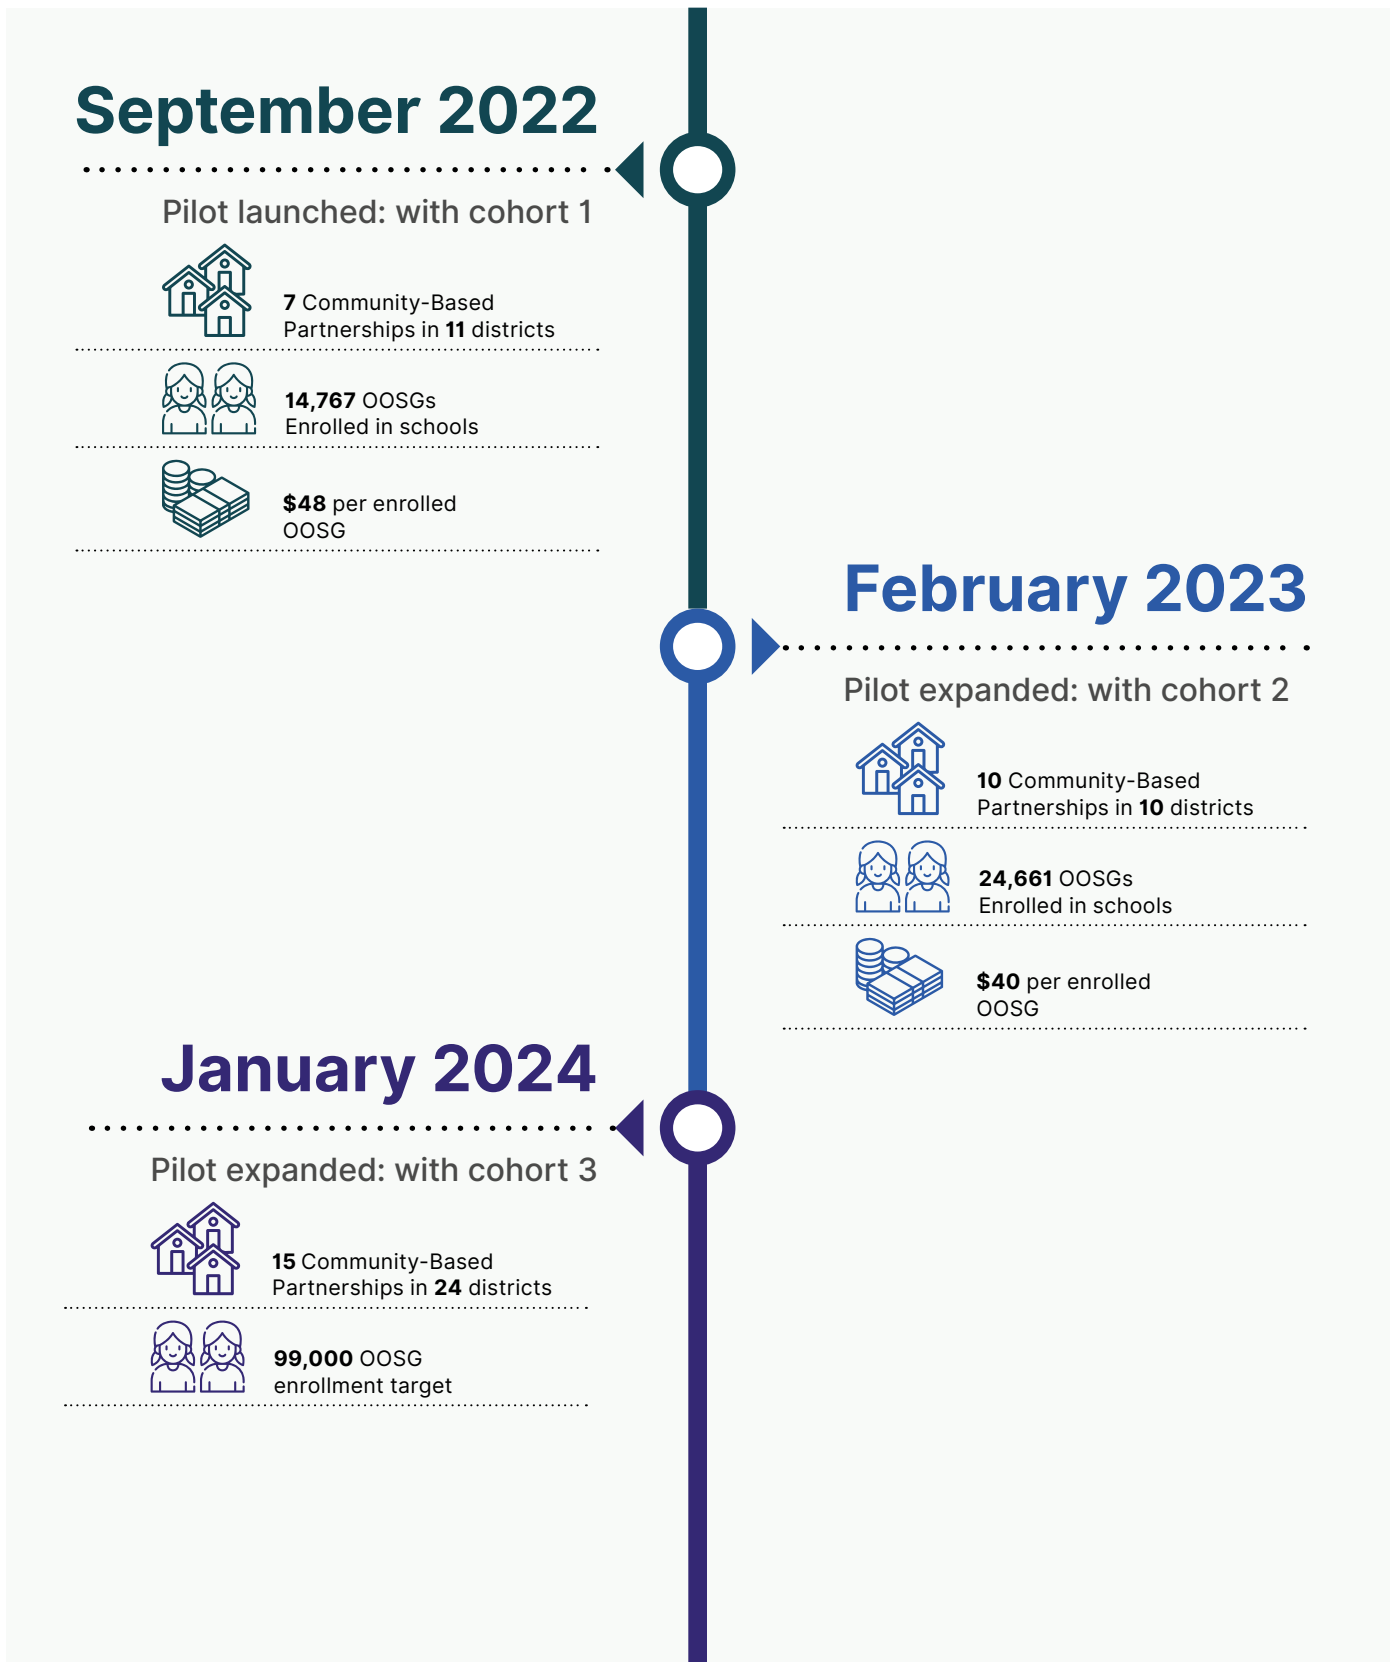 September 2022
Pilot launched: with cohort 1
7 Community-Based
Partnerships in 11 districts
14,767 OOSGs
Enrolled in schools
$48 per enrolled
OOSG
February 2023
Pilot expanded: with cohort 2
10 Community-Based
Partnerships in 10 districts
24,661 OOSGs
Enrolled in schools
$40 per enrolled
OOSG
January 2024
Pilot expanded: with cohort 3
15 Community-Based
Partnerships in 24 districts
99,000 OOSG
enrollment target